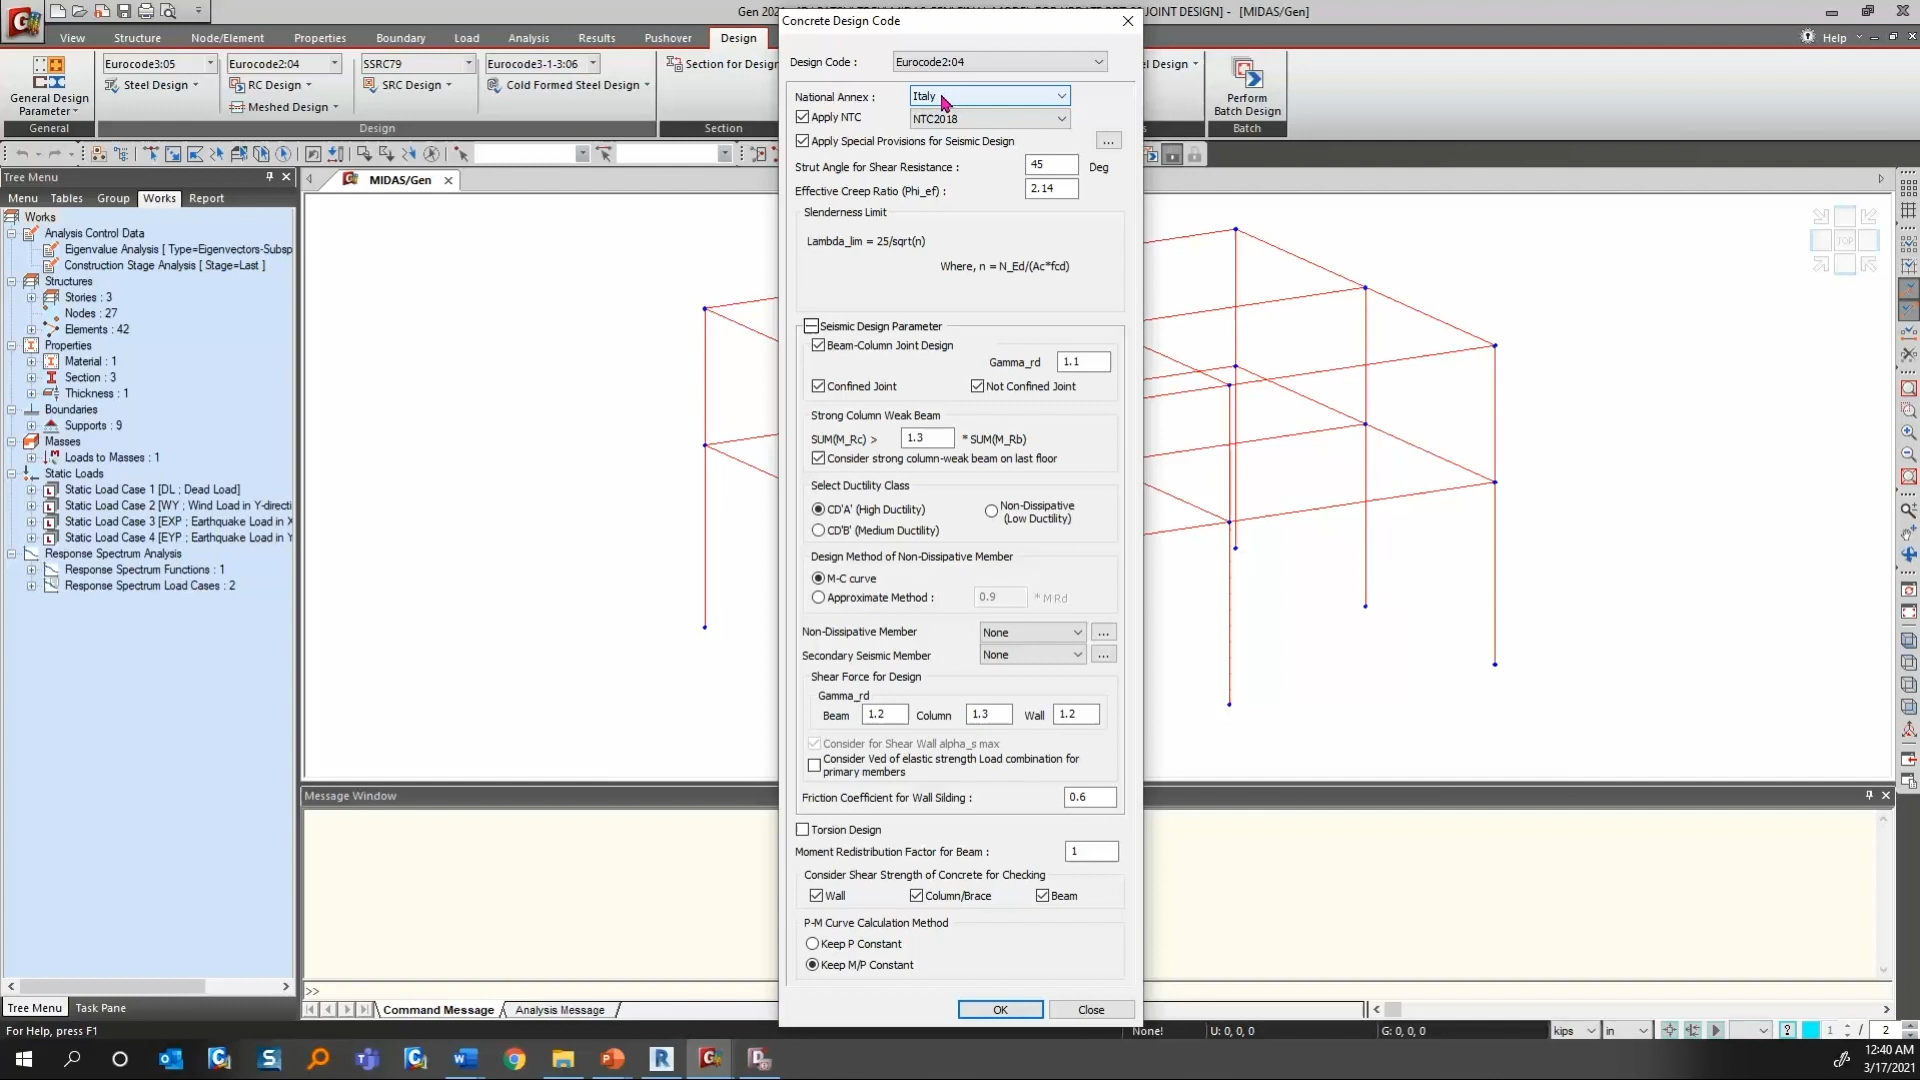 Gen 202
JOINT DESIGN] - [MIDAS/Gen]
View Structure Node/Element Properties Boundary Load Analysis Results Pushover Design
Help
General Design
Parameter
General
Eurocode3:05
Steel Design
Eurocode2:04
RC Design
Meshed Design
SSRC79
SRC Design
Eurocode3-1-3:06
Cold Formed Steel Design
Design
Section for Design
Section
l Design
Perform
Batch Design
Batch
Tree Menu
Menu Tables Group Works Report
MIDAS/Gen
Works
Analysis Control Data
Eigenvalue Analysis [ Type=Eigenvectors-Subsp
Construction Stage Analysis [ Stage=Last ]
Structures
Stories : 3
Nodes : 27
Elements : 42
Properties
Material : 1
Section : 3
Thickness : 1
Boundaries
Supports : 9
Masses
Loads to Masses : 1
Static Loads
Static Load Case 1 [DL ; Dead Load]
Static Load Case 2 [WY ; Wind Load in Y-directi
Static Load Case 3 [EXP ; Earthquake Load in X
Static Load Case 4 [EYP ; Earthquake Load in Y
Response Spectrum Analysis
Response Spectrum Functions : 1
Response Spectrum Load Cases : 2
Tree Menu Task Pane
Concrete Design Code
Design Code : Eurocode2:04
National Annex : Italy
Apply NTC NTC2018
Apply Special Provisions for Seismic Design ...
Strut Angle for Shear Resistance : 45 Deg
Effective Creep Ratio (Phi_ef) : 2.14
Slenderness Limit
Lambda_lim = 25/sqrt(n)
Where, n = N_Ed/(Ac*fcd)
Seismic Design Parameter
Beam-Column Joint Design
Gamma_rd 1.1
Confined Joint Not Confined Joint
Strong Column Weak Beam
SUM(M_Rc) > 1.3 * SUM(M_Rb)
Consider strong column-weak beam on last floor
Select Ductility Class
CD'A' (High Ductility) Non-Dissipative
(Low Ductility)
CD'B' (Medium Ductility)
Design Method of Non-Dissipative Member
M-C curve
Approximate Method : 0.9 * M Rd
Non-Dissipative Member None ...
Secondary Seismic Member None ...
Shear Force for Design
Gamma_rd
Beam 1.2 Column 1.3 Wall 1.2
Consider for Shear Wall alpha_s max
Consider Ved of elastic strength Load combination for
primary members
Friction Coefficient for Wall Silding : 0.6
Torsion Design
Moment Redistribution Factor for Beam : 1
Consider Shear Strength of Concrete for Checking
Wall Column/Brace Beam
P-M Curve Calculation Method
Keep P Constant
Keep M/P Constant
OK Close
TOP
Message Window
>>
Command Message Analysis Message
For Help, press F1
None! U: 0, 0, 0 G: 0, 0, 0 kips in 1 / 2
12:40 AM
3/17/2021